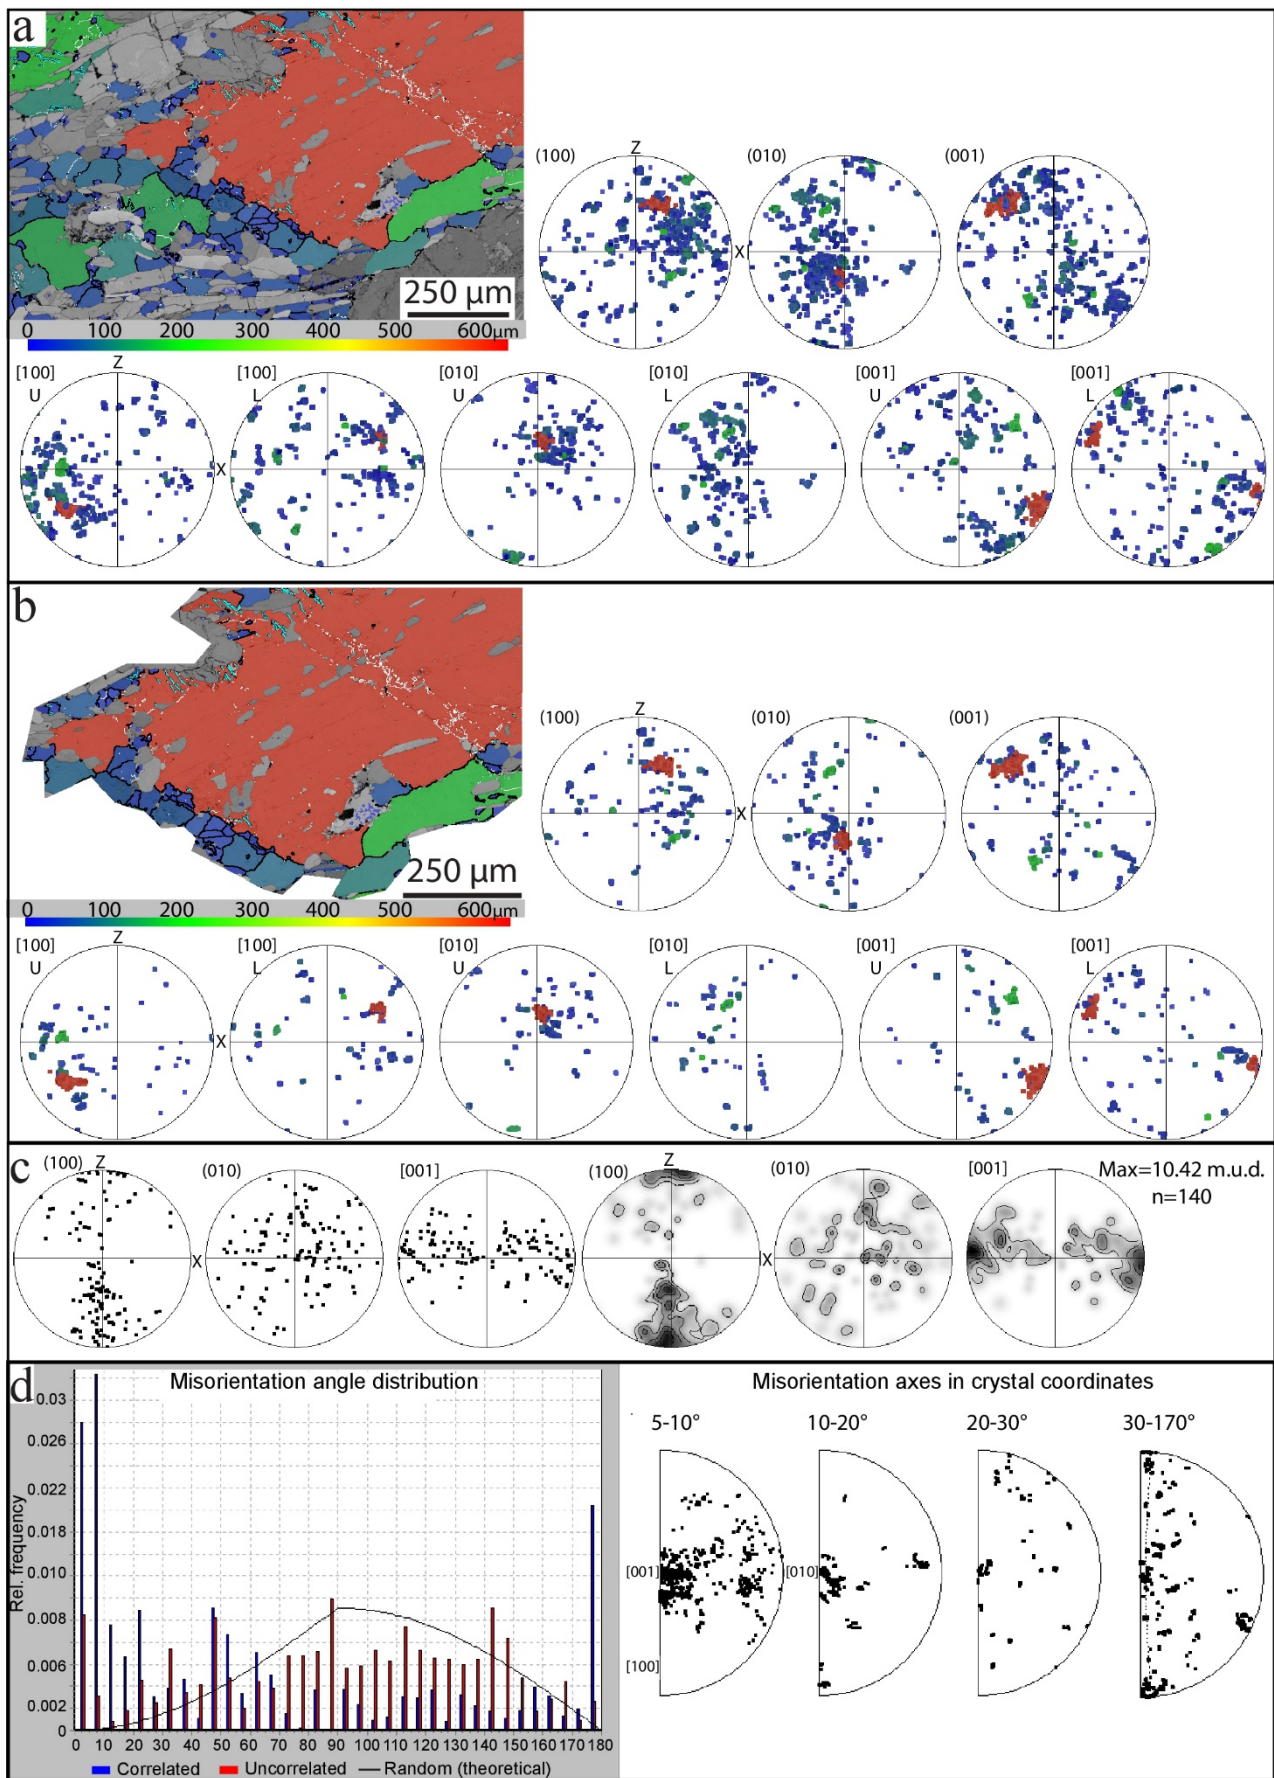 a
250 µm
0 100 200 300 400 500 600µm
(100) Z (010) (001)
X
[100] Z [100] [010] [010] [001] [001]
U L U L U L
X
b
250 µm
0 100 200 300 400 500 600µm
(100) Z (010) (001)
X
[100] Z [100] [010] [010] [001] [001]
U L U L U L
X
c
(100) Z (010) [001] (100) Z (010) [001] Max=10.42 m.u.d.
n=140
X X
d
Misorientation angle distribution
Rel. frequency
0.03
0.026
0.022
0.018
0.010
0.008
0.006
0.002
0
0 10 20 30 40 50 60 70 80 90 100 110 120 130 140 150 160 170 180
Correlated Uncorrelated Random (theoretical)
Misorientation axes in crystal coordinates
5-10° 10-20° 20-30° 30-170°
[001] [010]
[100]